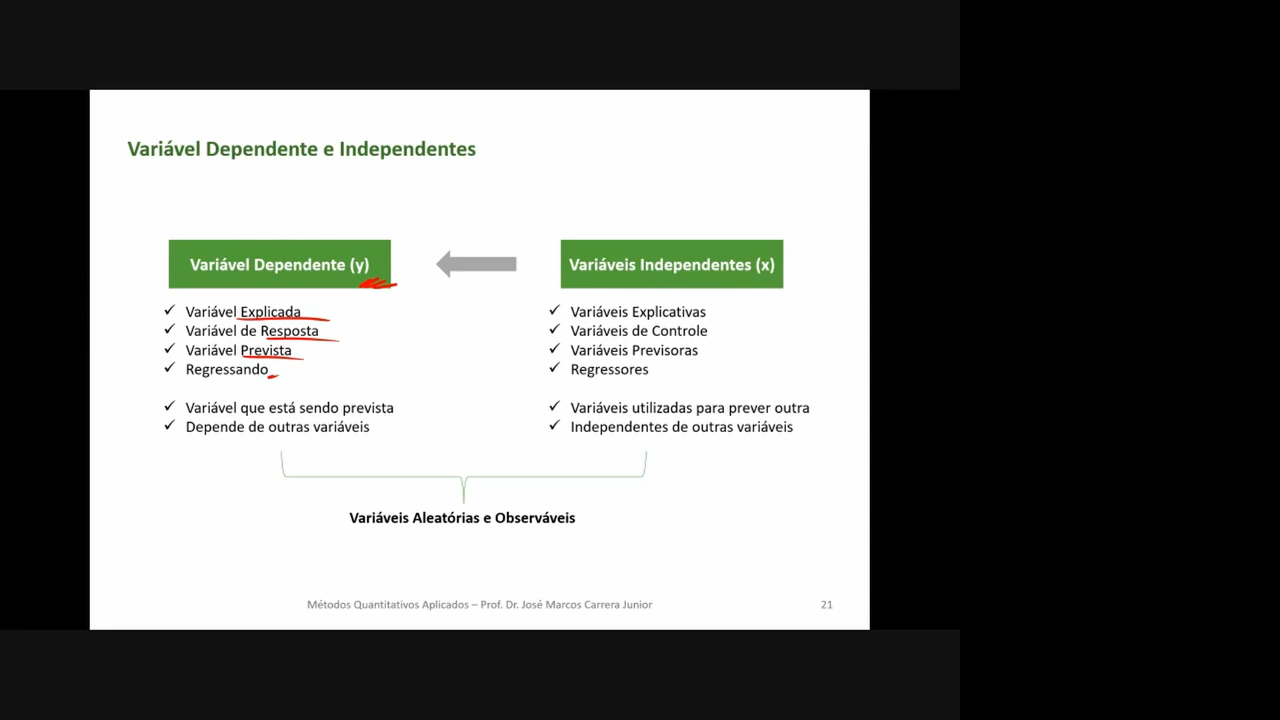 Variável Dependente e Independentes
Variável Dependente (y)
Variáveis Independentes (x)
✓ Variável Explicada
✓ Variável de Resposta
✓ Variável Prevista
✓ Regressando
✓ Variável que está sendo prevista
✓ Depende de outras variáveis
✓ Variáveis Explicativas
✓ Variáveis de Controle
✓ Variáveis Previsoras
✓ Regressores
✓ Variáveis utilizadas para prever outra
✓ Independentes de outras variáveis
Variáveis Aleatórias e Observáveis
Métodos Quantitativos Aplicados – Prof. Dr. José Marcos Carrera Junior
21